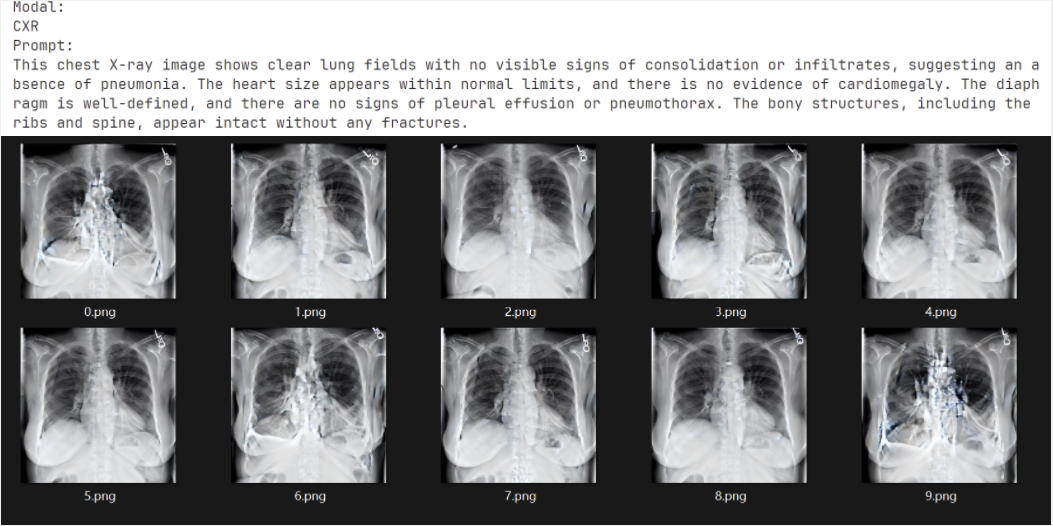 Modal:
CXR
Prompt:
This chest X-ray image shows clear lung fields with no visible signs of consolidation or infiltrates, suggesting an a
bsence of pneumonia. The heart size appears within normal limits, and there is no evidence of cardiomegaly. The diaph
ragm is well-defined, and there are no signs of pleural effusion or pneumothorax. The bony structures, including the
ribs and spine, appear intact without any fractures.
0.png
1.png
2.png
3.png
4.png
5.png
6.png
7.png
8.png
9.png